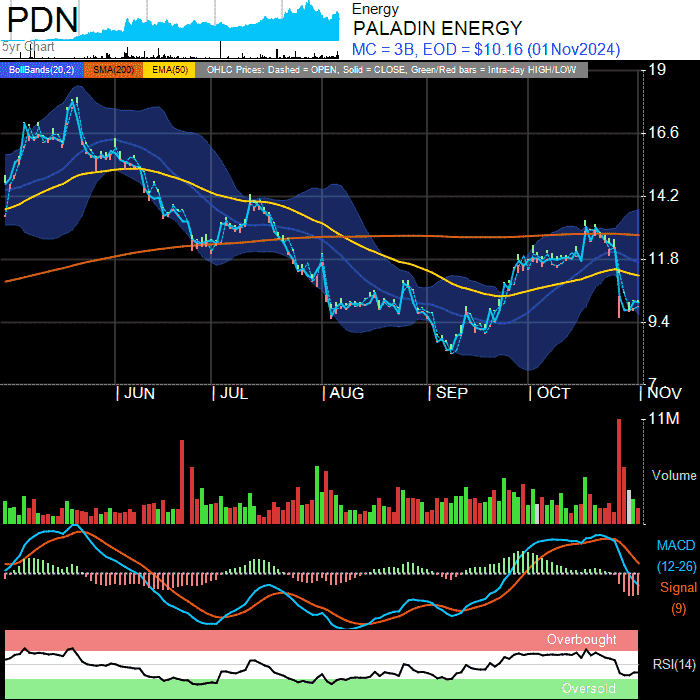 PDN
5yr Chart
Energy
PALADIN ENERGY
MC = 3B, EOD = $10.16 (01Nov2024)
BollBands(20,2) SMA(200) EMA(50) OHLC Prices: Dashed = OPEN, Solid = CLOSE, Green/Red bars = Intra-day HIGH/LOW
19
16.6
14.2
11.8
9.4
7
JUN JUL AUG SEP OCT NOV
11M
Volume
MACD
(12-26)
Signal
(9)
Overbought
RSI(14)
Oversold